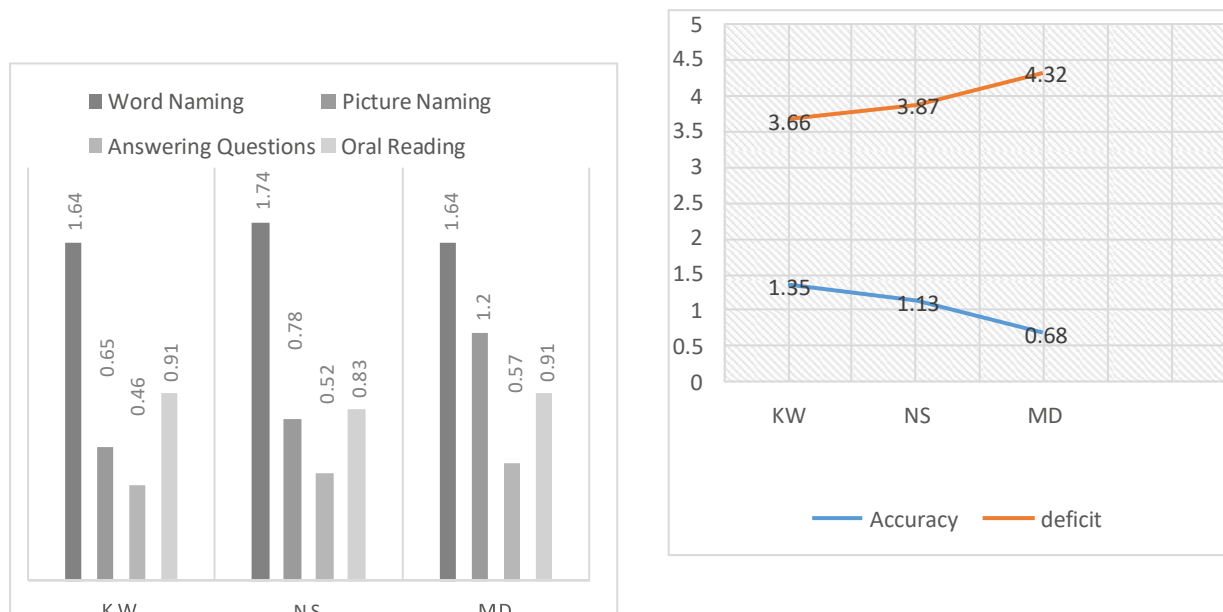 Word Naming
Picture Naming
Answering Questions
Oral Reading
1.64
0.65
0.46
0.91
1.74
0.78
0.52
0.83
1.64
1.2
0.57
0.91
KW
NS
MD
5
4.5
4
3.5
3
2.5
2
1.5
1
0.5
0
3.66
3.87
4.32
1.35
1.13
0.68
KW
NS
MD
Accuracy
deficit